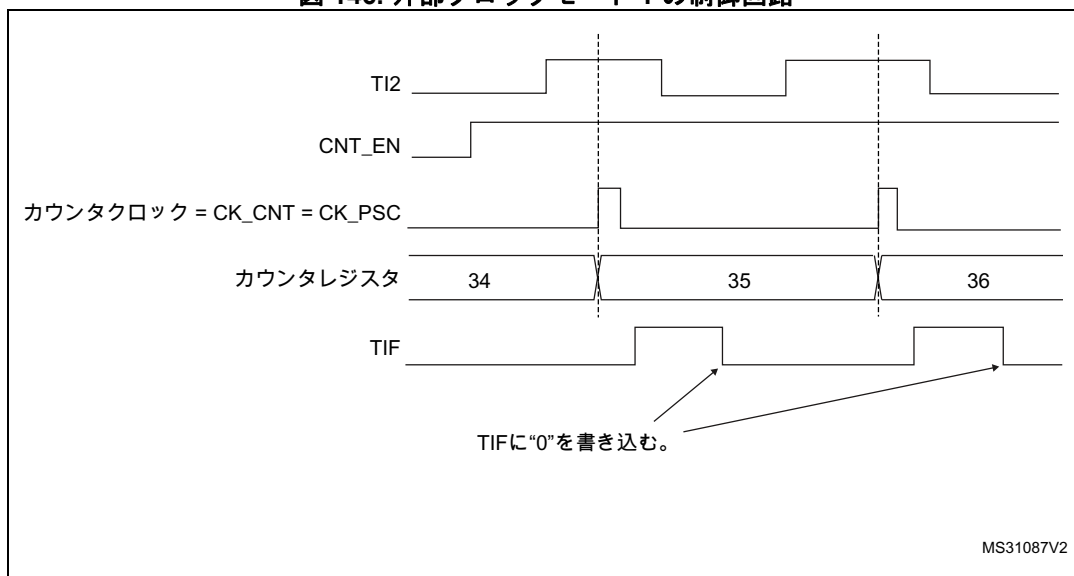 TI2
CNT_EN
カウンタクロック = CK_CNT = CK_PSC
カウンタレジスタ
34
35
36
TIF
TIFに“0”を書き込む。
MS31087V2